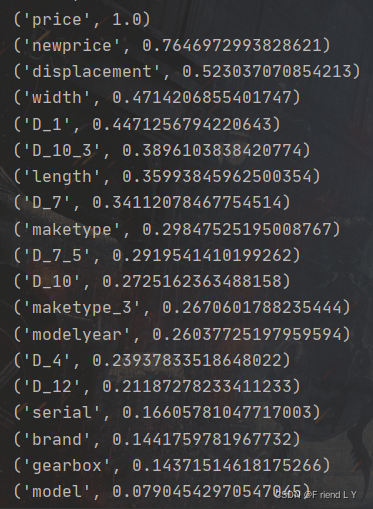 ('price', 1.0)
('newprice', 0.7646972993828621)
('displacement', 0.523037070854213)
('width', 0.4714206855401747)
('D_1', 0.4471256794220643)
('D_10_3', 0.3896103838420774)
('length', 0.35993845962500354)
('D_7', 0.34112078467754514)
('maketype', 0.29847525195008767)
('D_7_5', 0.2919541410199262)
('D_10', 0.2725162363488158)
('maketype_3', 0.2670601788235444)
('modelyear', 0.26037725197959594)
('D_4', 0.23937833518648022)
('D_12', 0.21187278233411233)
('serial', 0.16605781047717003)
('brand', 0.1441759781967732)
('gearbox', 0.14371514618175266)
('model', 0.07904542970547045)
CSDN @F riend L Y